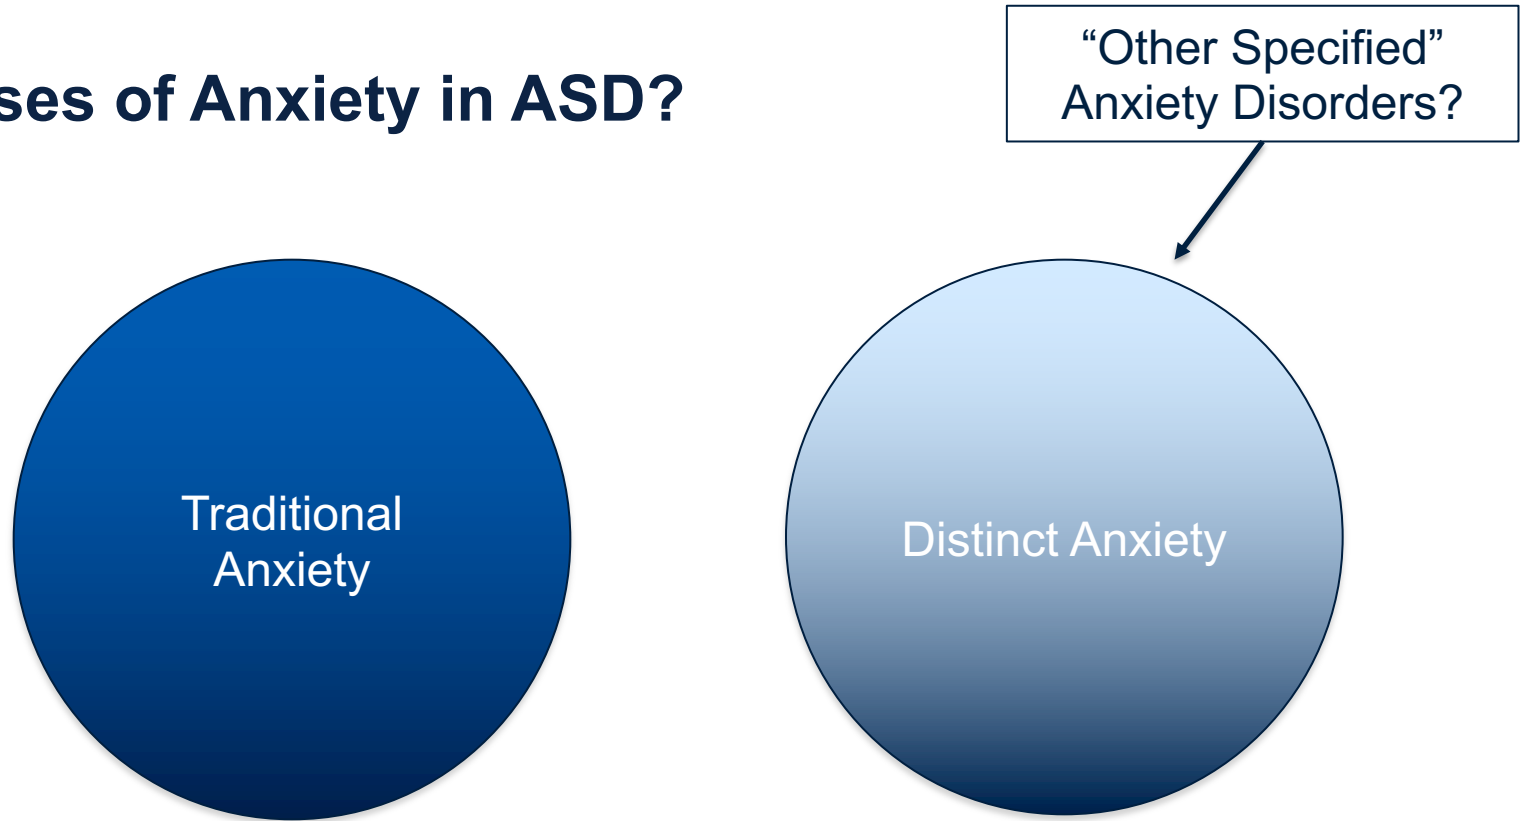 ses of Anxiety in ASD?
“Other Specified”
Anxiety Disorders?
Traditional
Anxiety
Distinct Anxiety